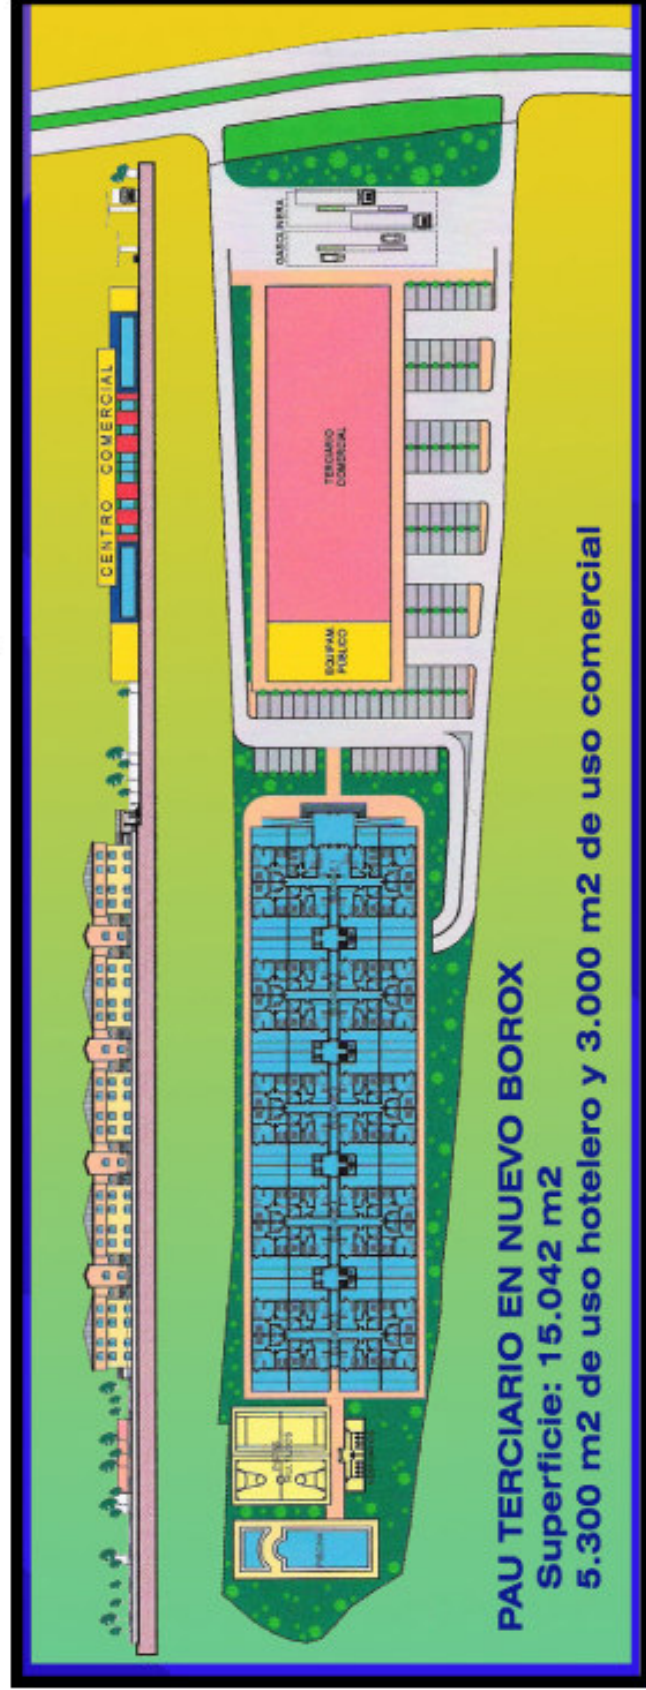 CENTRO COMERCIAL
GASOLINERA
TERCIARIO
COMERCIAL
EQUIPAM.
PUBLICO
PISCINA
PAU TERCIARIO EN NUEVO BOROX
Superficie: 15.042 m2
5.300 m2 de uso hotelero y 3.000 m2 de uso comercial